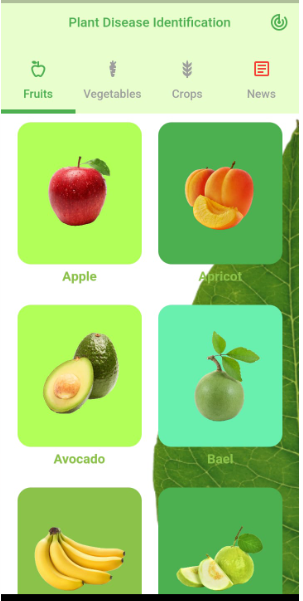 Plant Disease Identification
Fruits Vegetables Crops News
Apple Apricot
Avocado Bael